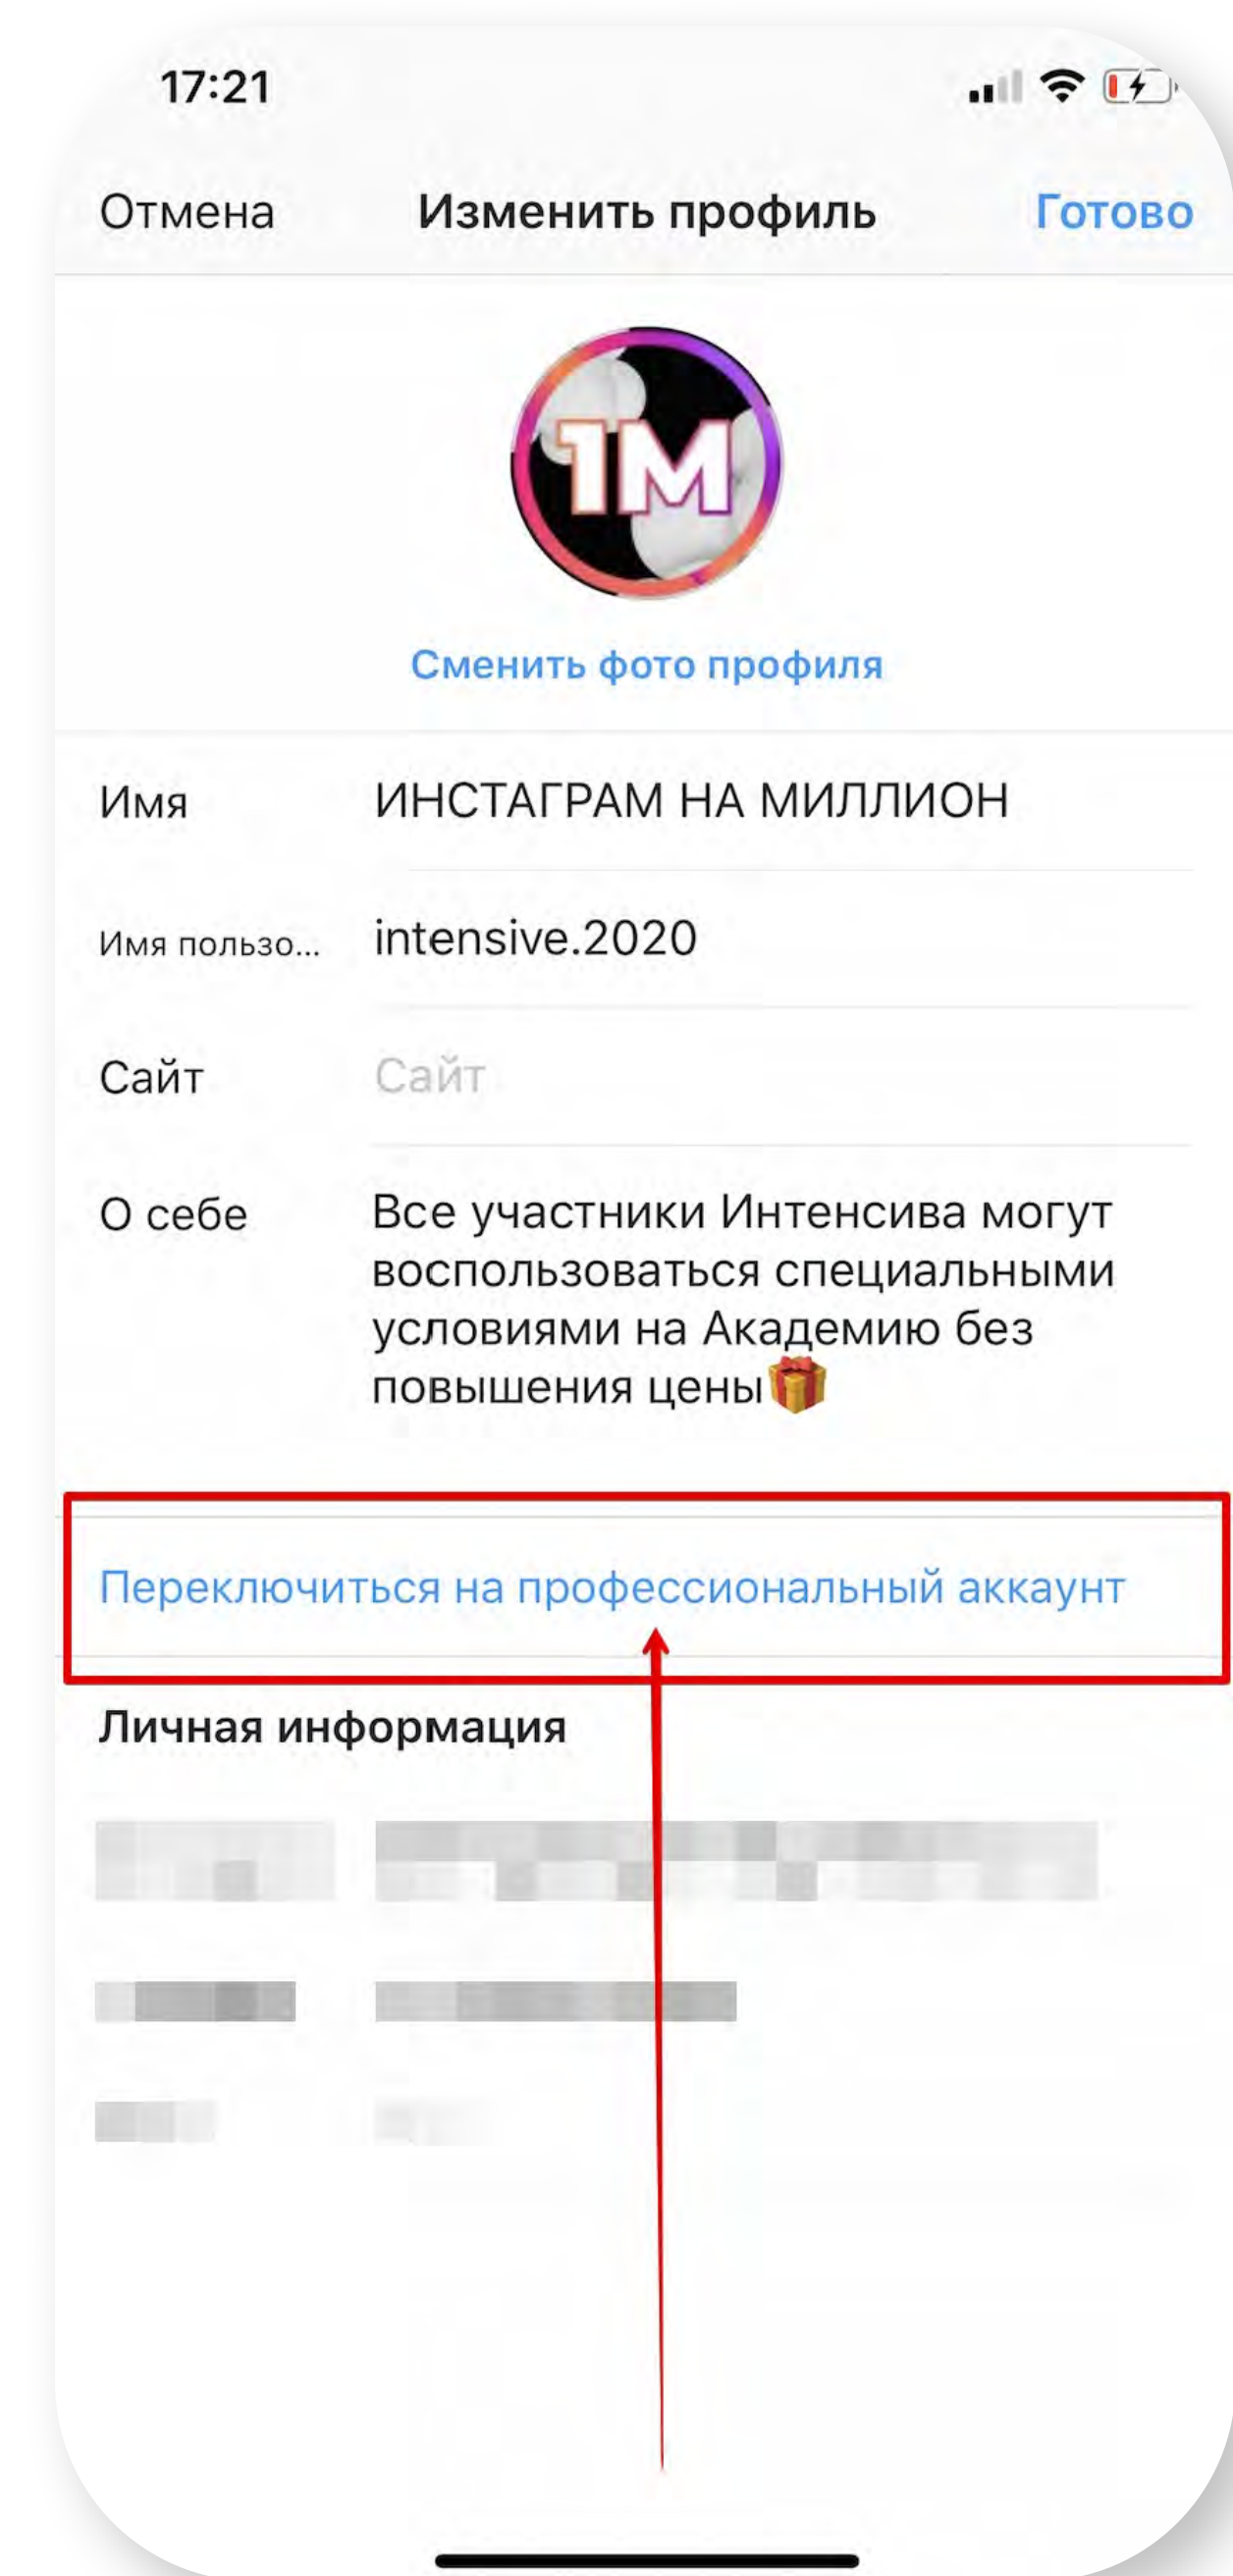 17:21
Отмена Изменить профиль Готово
1M
Сменить фото профиля
Имя ИНСТАГРАМ НА МИЛЛИОН
Имя пользо... intensive.2020
Сайт Сайт
О себе Все участники Интенсива могут
воспользоваться специальными
условиями на Академию без
повышения цены🎁
Переключиться на профессиональный аккаунт
Личная информация